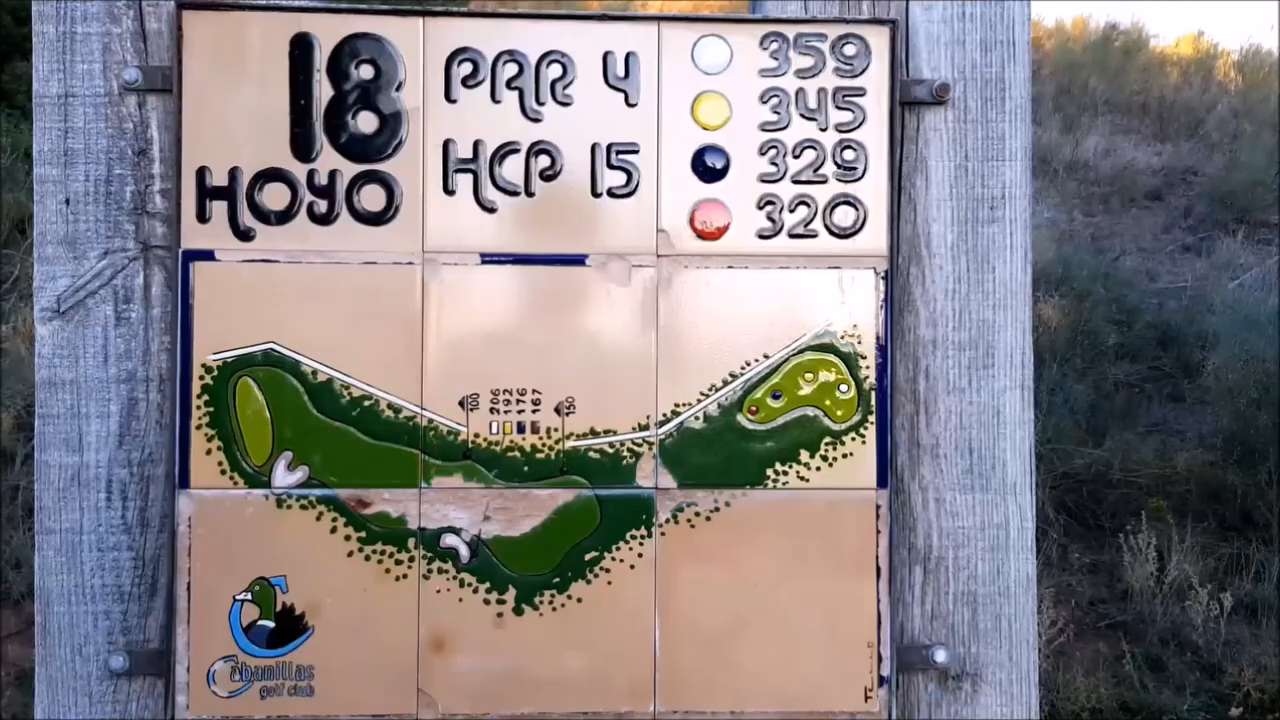 18
HOYO
PAR 4
HCP 15
359
345
329
320
100
206
192
176
167
150
Cabanillas
golf club